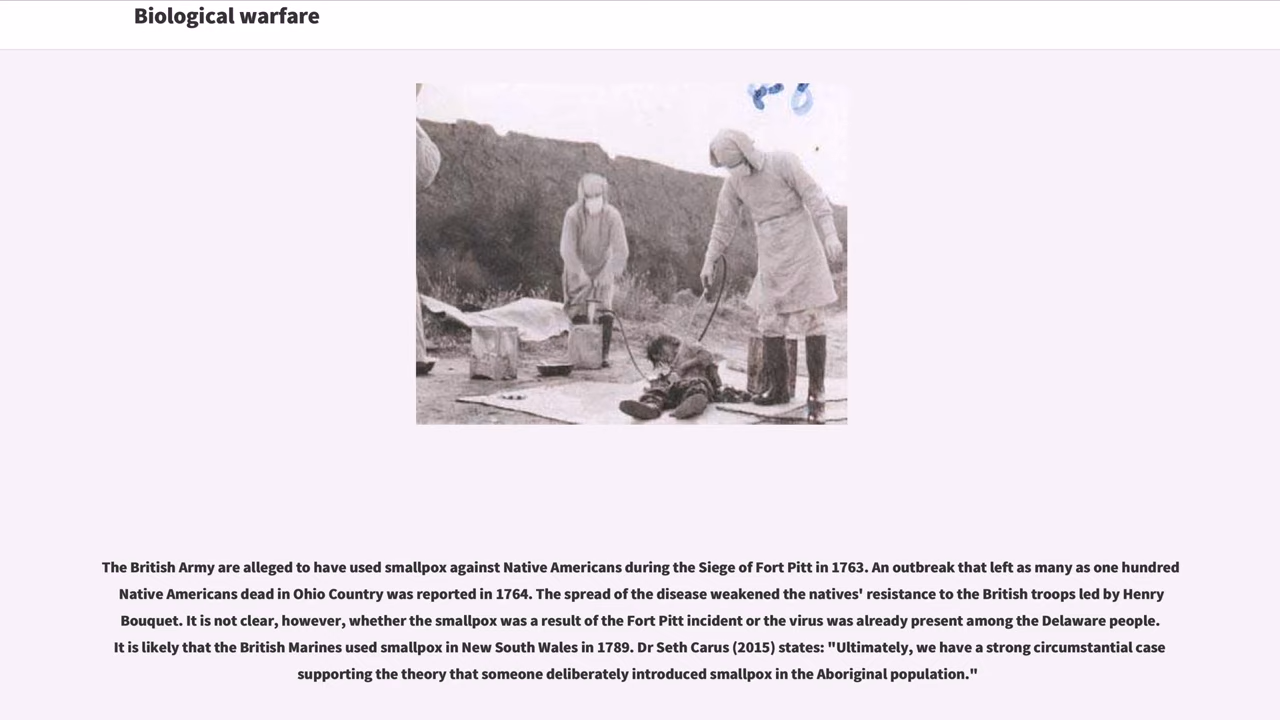 Biological warfare
The British Army are alleged to have used smallpox against Native Americans during the Siege of Fort Pitt in 1763. An outbreak that left as many as one hundred
Native Americans dead in Ohio Country was reported in 1764. The spread of the disease weakened the natives' resistance to the British troops led by Henry
Bouquet. It is not clear, however, whether the smallpox was a result of the Fort Pitt incident or the virus was already present among the Delaware people.
It is likely that the British Marines used smallpox in New South Wales in 1789. Dr Seth Carus (2015) states: "Ultimately, we have a strong circumstantial case
supporting the theory that someone deliberately introduced smallpox in the Aboriginal population."